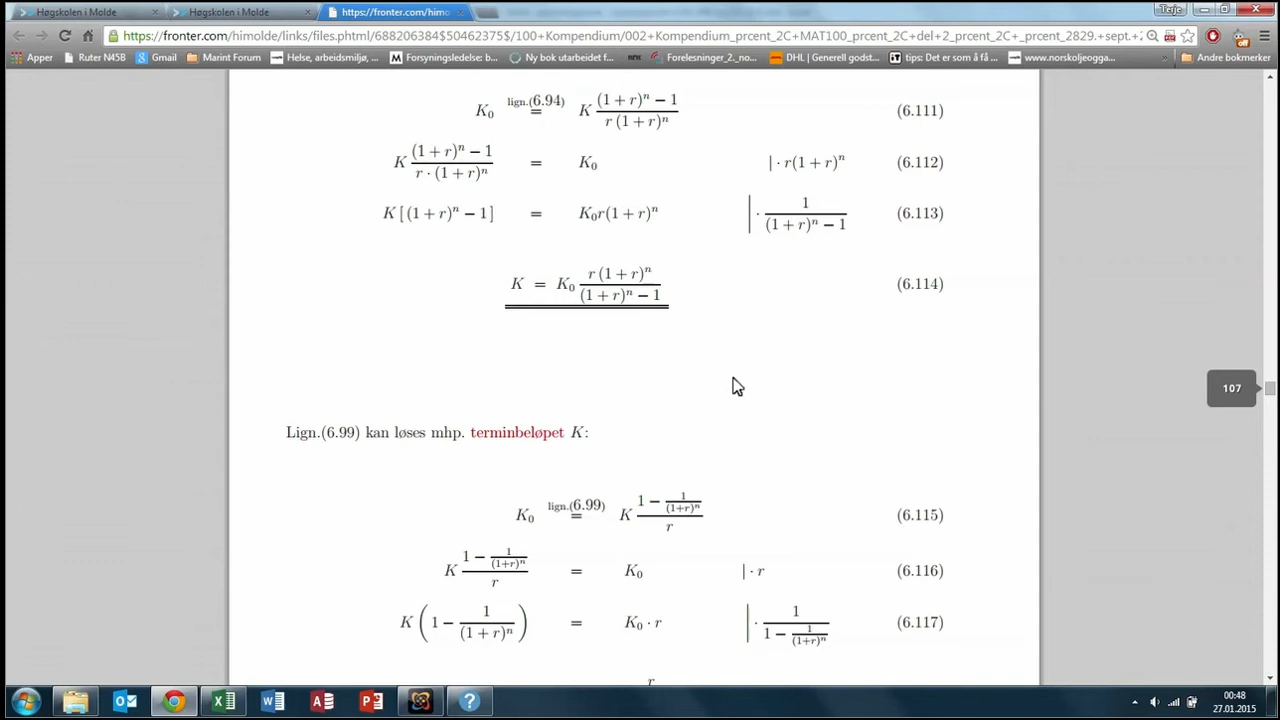 Høgskolen i Molde
Høgskolen i Molde
https://fronter.com/himo
Terje
https://fronter.com/himolde/links/files.phtml/688206384$50462375$/100+Kompendium/002+Kompendium_prcent_2C+MAT100_prcent_2C+del+2_prcent_2C+_prcent_2829.+sept.+2
Apper
Ruter N45B
Gmail
Marint Forum
Helse, arbeidsmiljø, ...
Forsyningsledelse: b...
Ny bok utarbeidet f...
Forelesninger_2._no...
DHL | Generell godst...
tips: Det er som å få ...
www.norskoljeogga...
Andre bokmerker
K₀ lign.(6.94) = K ((1 + r)ⁿ − 1) / (r (1 + r)ⁿ) (6.111)
K ((1 + r)ⁿ − 1) / (r · (1 + r)ⁿ) = K₀ | · r(1 + r)ⁿ (6.112)
K [(1 + r)ⁿ − 1] = K₀r(1 + r)ⁿ | · 1 / ((1 + r)ⁿ − 1) (6.113)
K = K₀ (r (1 + r)ⁿ) / ((1 + r)ⁿ − 1) (6.114)
107
Lign.(6.99) kan løses mhp. terminbeløpet K:
K₀ lign.(6.99) = K (1 − 1/(1+r)ⁿ) / r (6.115)
K (1 − 1/(1+r)ⁿ) / r = K₀ | · r (6.116)
K (1 − 1 / (1 + r)ⁿ) = K₀ · r | · 1 / (1 − 1/(1+r)ⁿ) (6.117)
r
00:48
27.01.2015